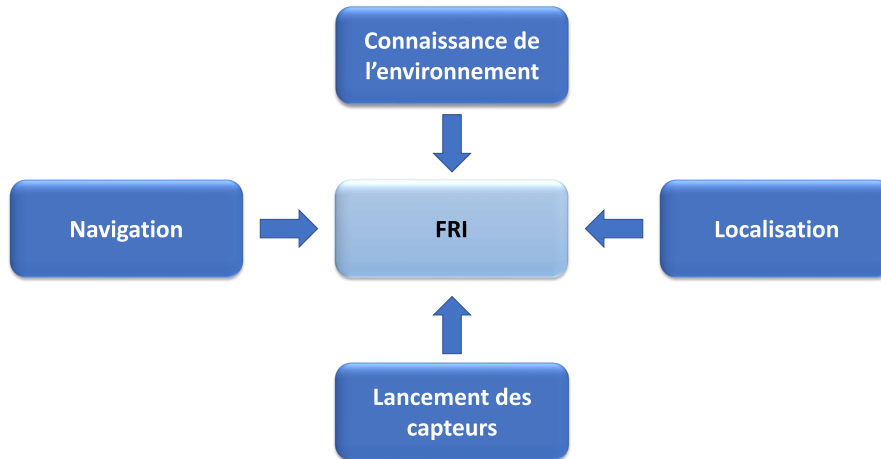 Connaissance de
l’environnement
Navigation
FRI
Localisation
Lancement des
capteurs